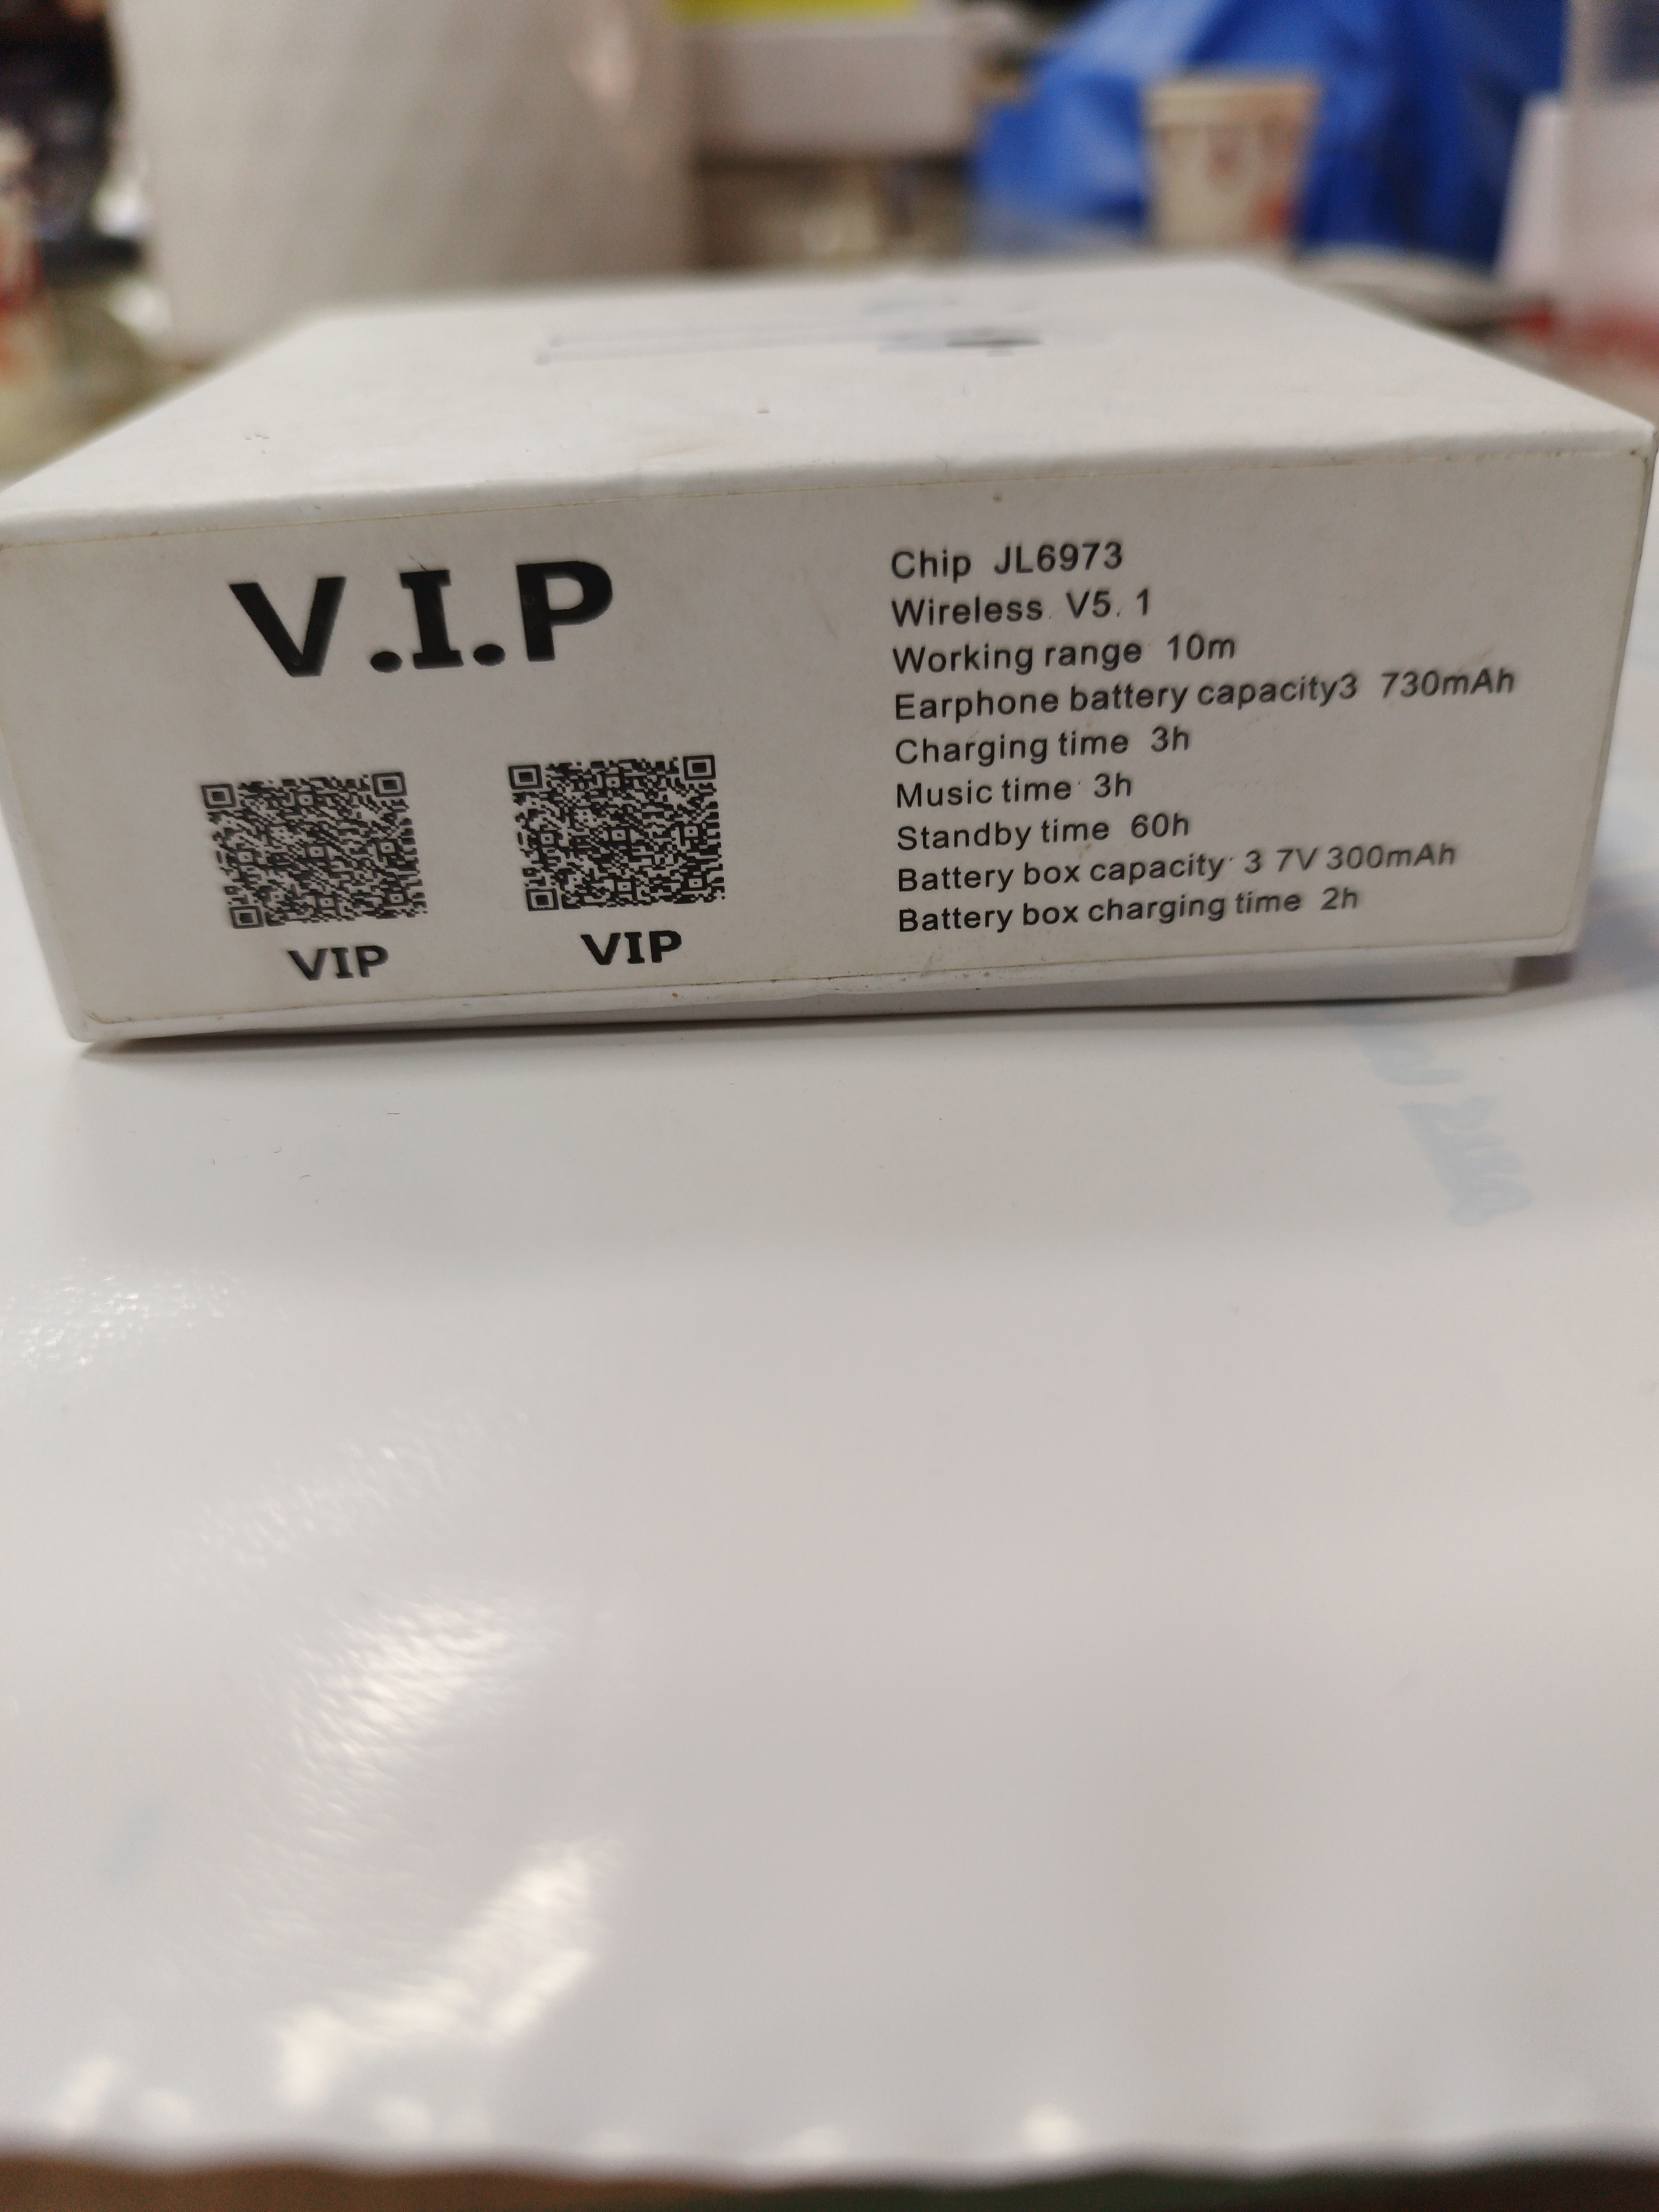 V.I.P
VIP
VIP
Chip JL6973
Wireless V5.1
Working range 10m
Earphone battery capacity3 730mAh
Charging time 3h
Music time 3h
Standby time 60h
Battery box capacity 3 7V 300mAh
Battery box charging time 2h